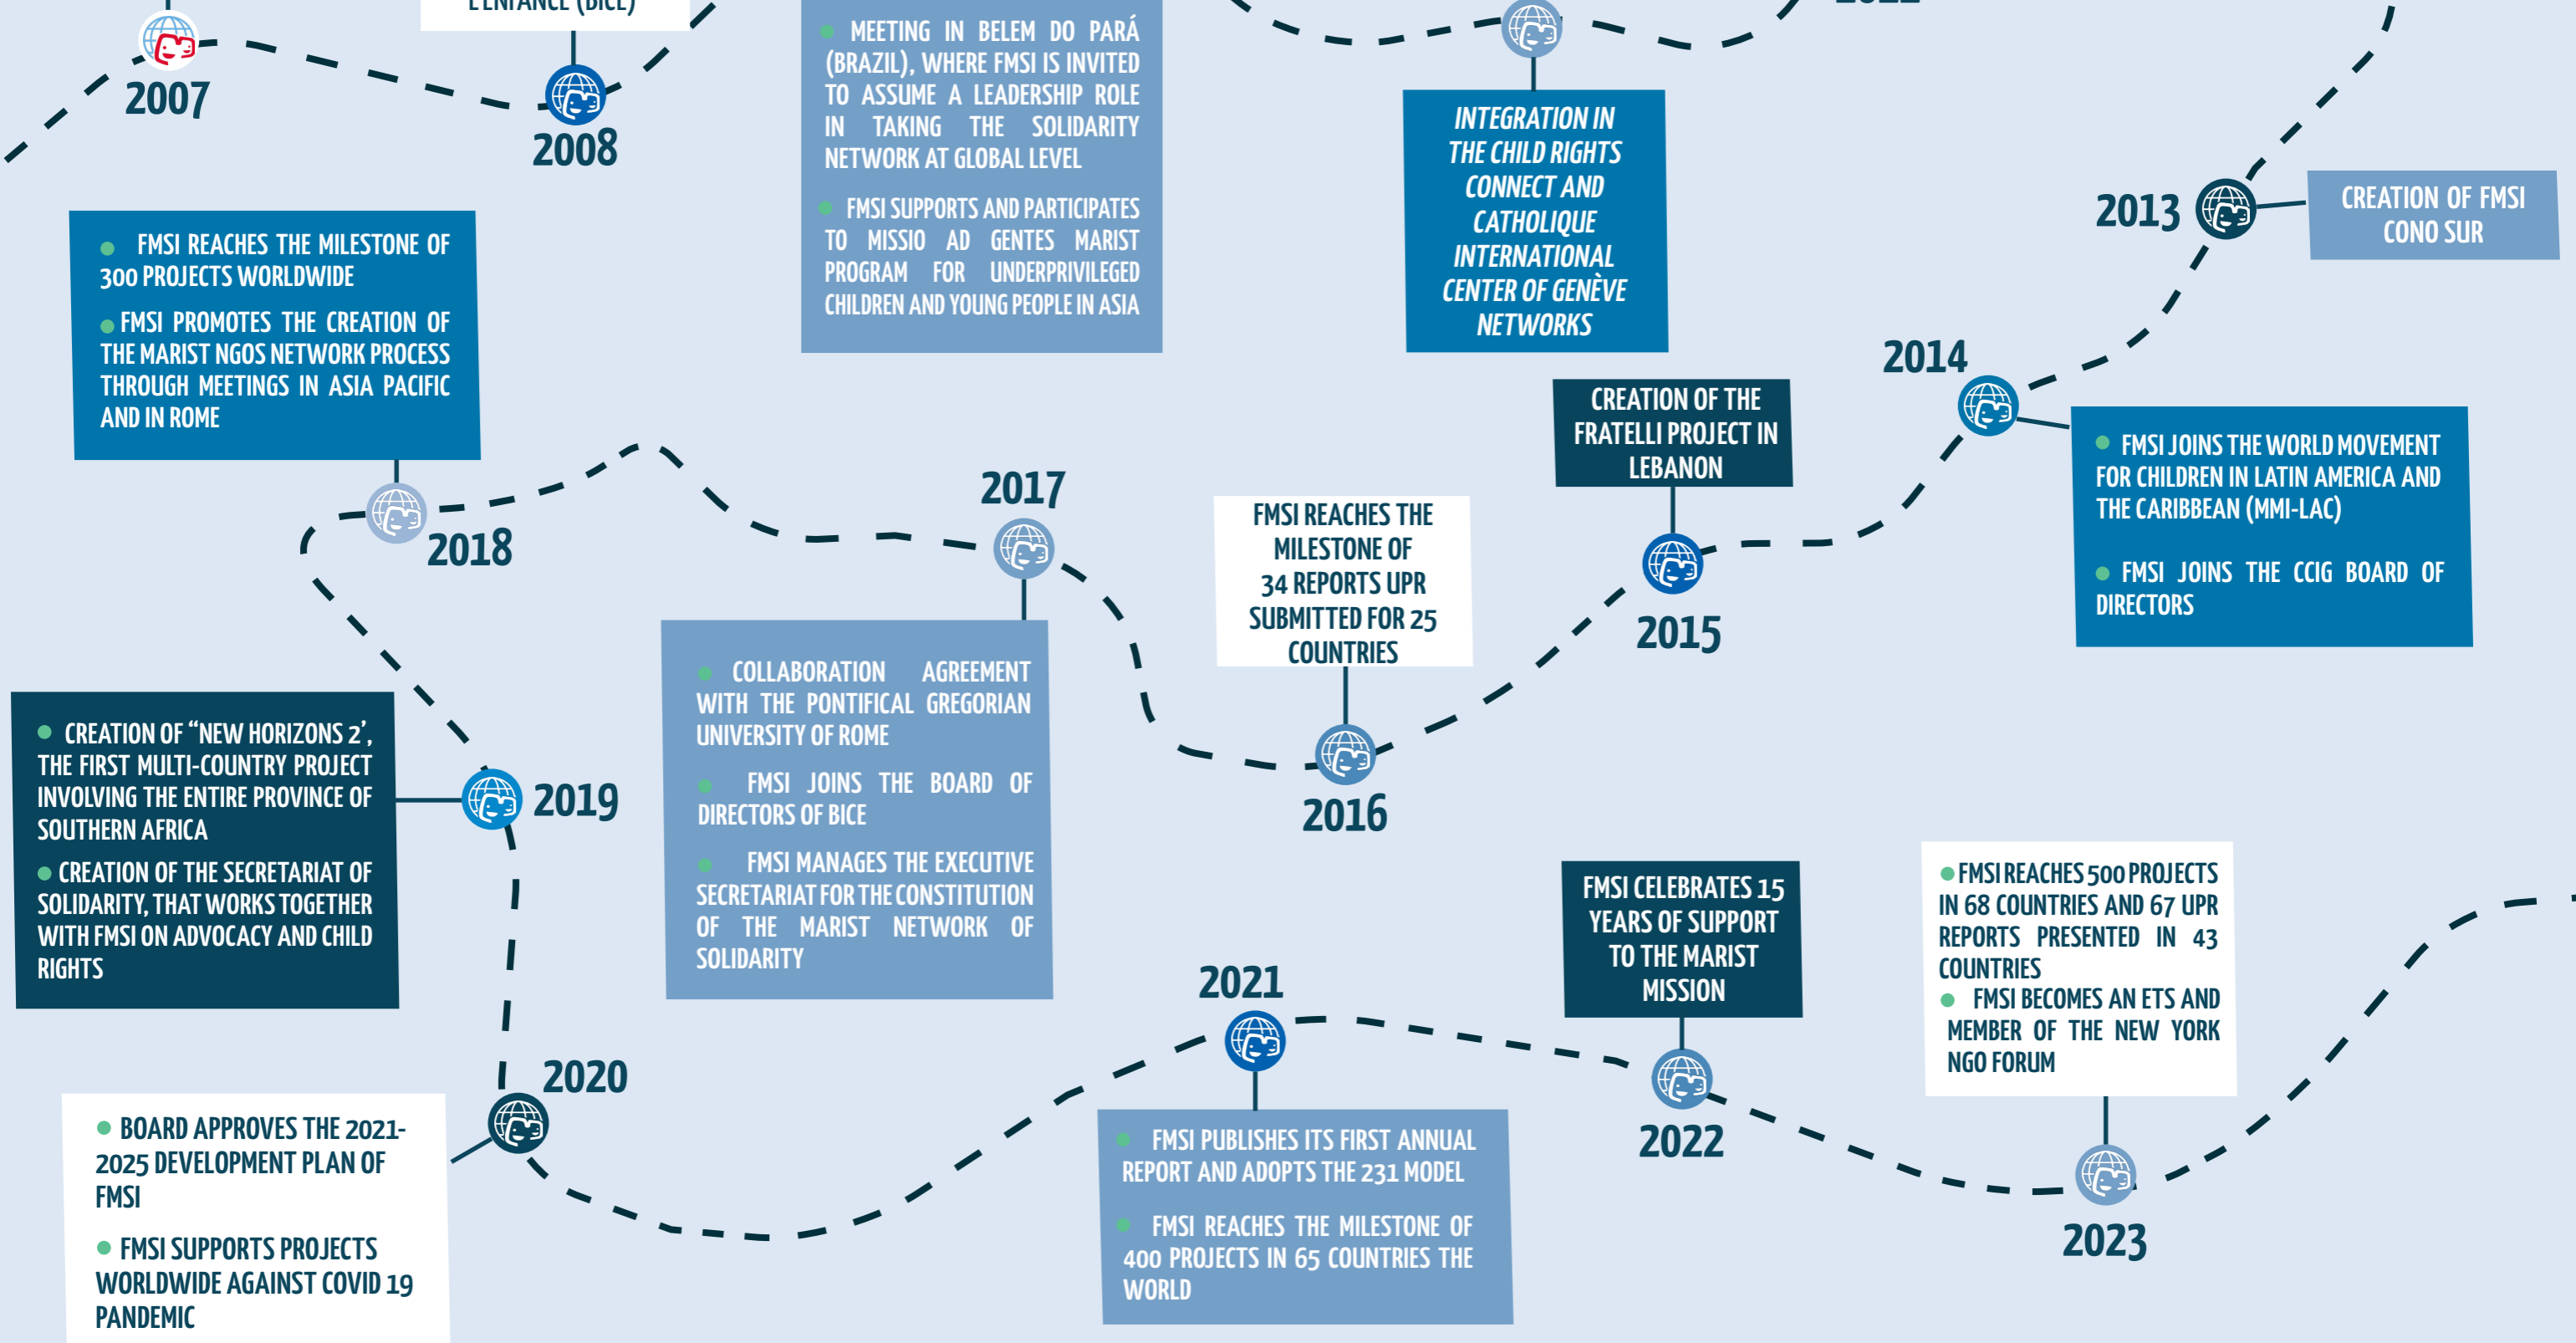 L'ENFANCE (BICE)
2007
2008
● MEETING IN BELEM DO PARÁ
(BRAZIL), WHERE FMSI IS INVITED
TO ASSUME A LEADERSHIP ROLE
IN TAKING THE SOLIDARITY
NETWORK AT GLOBAL LEVEL
● FMSI SUPPORTS AND PARTICIPATES
TO MISSIO AD GENTES MARIST
PROGRAM FOR UNDERPRIVILEGED
CHILDREN AND YOUNG PEOPLE IN ASIA
INTEGRATION IN
THE CHILD RIGHTS
CONNECT AND
CATHOLIQUE
INTERNATIONAL
CENTER OF GENÈVE
NETWORKS
2013
CREATION OF FMSI
CONO SUR
2014
● FMSI JOINS THE WORLD MOVEMENT
FOR CHILDREN IN LATIN AMERICA AND
THE CARIBBEAN (MMI-LAC)
● FMSI JOINS THE CCIG BOARD OF
DIRECTORS
CREATION OF THE
FRATELLI PROJECT IN
LEBANON
2015
FMSI REACHES THE
MILESTONE OF
34 REPORTS UPR
SUBMITTED FOR 25
COUNTRIES
2016
2017
● COLLABORATION AGREEMENT
WITH THE PONTIFICAL GREGORIAN
UNIVERSITY OF ROME
● FMSI JOINS THE BOARD OF
DIRECTORS OF BICE
● FMSI MANAGES THE EXECUTIVE
SECRETARIAT FOR THE CONSTITUTION
OF THE MARIST NETWORK OF
SOLIDARITY
● FMSI REACHES THE MILESTONE OF
300 PROJECTS WORLDWIDE
● FMSI PROMOTES THE CREATION OF
THE MARIST NGOS NETWORK PROCESS
THROUGH MEETINGS IN ASIA PACIFIC
AND IN ROME
2018
● CREATION OF “NEW HORIZONS 2’,
THE FIRST MULTI-COUNTRY PROJECT
INVOLVING THE ENTIRE PROVINCE OF
SOUTHERN AFRICA
● CREATION OF THE SECRETARIAT OF
SOLIDARITY, THAT WORKS TOGETHER
WITH FMSI ON ADVOCACY AND CHILD
RIGHTS
2019
2020
● BOARD APPROVES THE 2021-
2025 DEVELOPMENT PLAN OF
FMSI
● FMSI SUPPORTS PROJECTS
WORLDWIDE AGAINST COVID 19
PANDEMIC
2021
● FMSI PUBLISHES ITS FIRST ANNUAL
REPORT AND ADOPTS THE 231 MODEL
● FMSI REACHES THE MILESTONE OF
400 PROJECTS IN 65 COUNTRIES THE
WORLD
FMSI CELEBRATES 15
YEARS OF SUPPORT
TO THE MARIST
MISSION
2022
● FMSI REACHES 500 PROJECTS
IN 68 COUNTRIES AND 67 UPR
REPORTS PRESENTED IN 43
COUNTRIES
● FMSI BECOMES AN ETS AND
MEMBER OF THE NEW YORK
NGO FORUM
2023